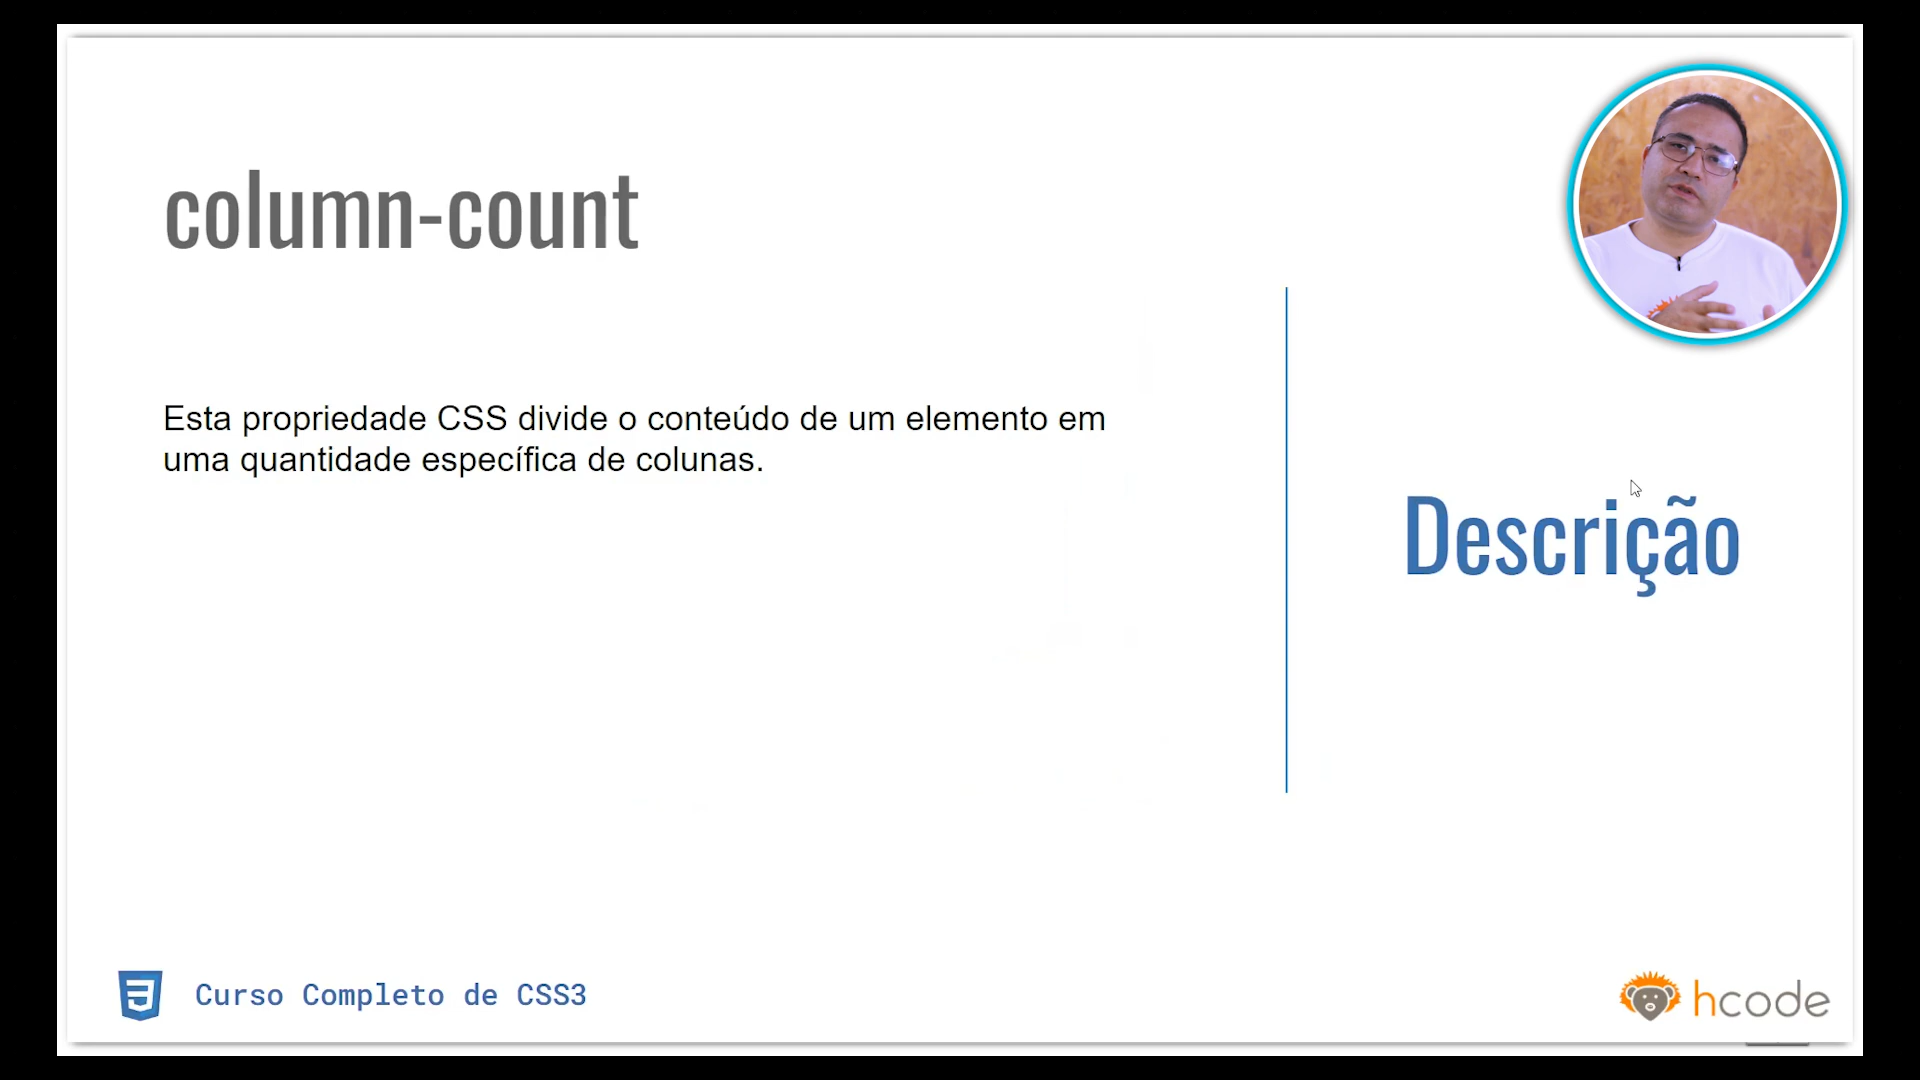 column-count
Esta propriedade CSS divide o conteúdo de um elemento em
uma quantidade específica de colunas.
Descrição
Curso Completo de CSS3
hcode